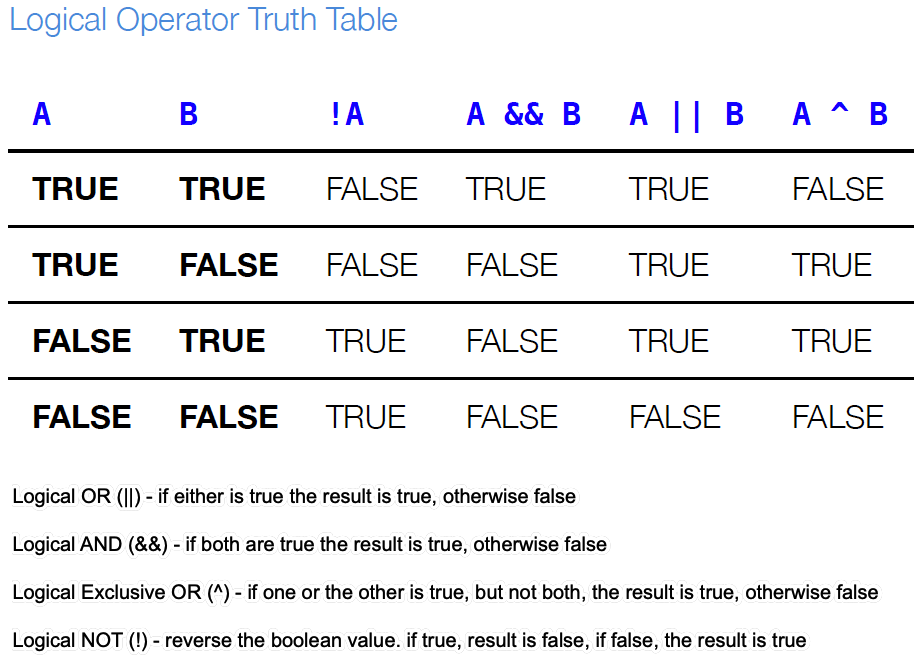 Logical Operator Truth Table
A B !A A && B A || B A ^ B
TRUE TRUE FALSE TRUE TRUE FALSE
TRUE FALSE FALSE FALSE TRUE TRUE
FALSE TRUE TRUE FALSE TRUE TRUE
FALSE FALSE TRUE FALSE FALSE FALSE
Logical OR (||) - if either is true the result is true, otherwise false
Logical AND (&&) - if both are true the result is true, otherwise false
Logical Exclusive OR (^) - if one or the other is true, but not both, the result is true, otherwise false
Logical NOT (!) - reverse the boolean value. if true, result is false, if false, the result is true